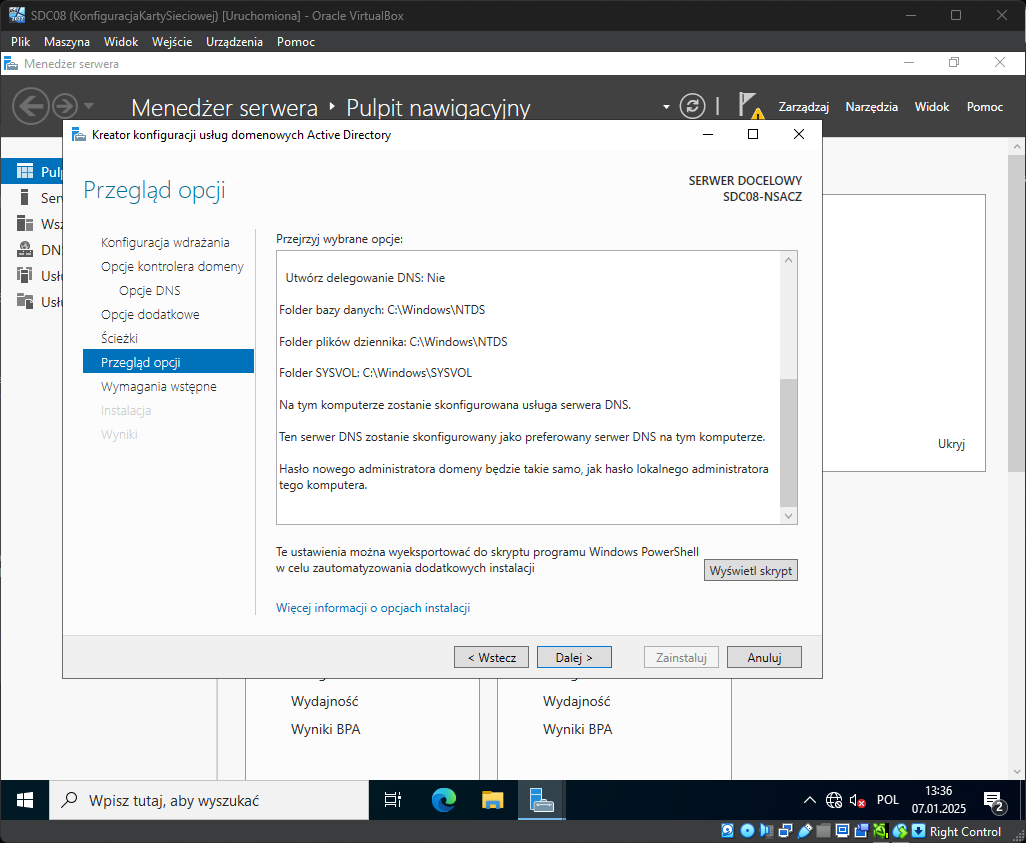 SDC08 (KonfiguracjaKartySieciowej) [Uruchomiona] - Oracle VirtualBox
Plik Maszyna Widok Wejście Urządzenia Pomoc
Menedżer serwera
Menedżer serwera Pulpit nawigacyjny
Zarządzaj Narzędzia Widok Pomoc
Kreator konfiguracji usług domenowych Active Directory
Przegląd opcji
SERWER DOCELOWY
SDC08-NSACZ
Konfiguracja wdrażania
Opcje kontrolera domeny
Opcje DNS
Opcje dodatkowe
Ścieżki
Przegląd opcji
Wymagania wstępne
Instalacja
Wyniki
Przejrzyj wybrane opcje:
Utwórz delegowanie DNS: Nie
Folder bazy danych: C:\Windows\NTDS
Folder plików dziennika: C:\Windows\NTDS
Folder SYSVOL: C:\Windows\SYSVOL
Na tym komputerze zostanie skonfigurowana usługa serwera DNS.
Ten serwer DNS zostanie skonfigurowany jako preferowany serwer DNS na tym komputerze.
Hasło nowego administratora domeny będzie takie samo, jak hasło lokalnego administratora
tego komputera.
Te ustawienia można wyeksportować do skryptu programu Windows PowerShell
w celu zautomatyzowania dodatkowych instalacji
Wyświetl skrypt
Więcej informacji o opcjach instalacji
< Wstecz Dalej > Zainstaluj Anuluj
Ukryj
Wydajność Wydajność
Wyniki BPA Wyniki BPA
Wpisz tutaj, aby wyszukać
POL
13:36
07.01.2025
2
Right Control